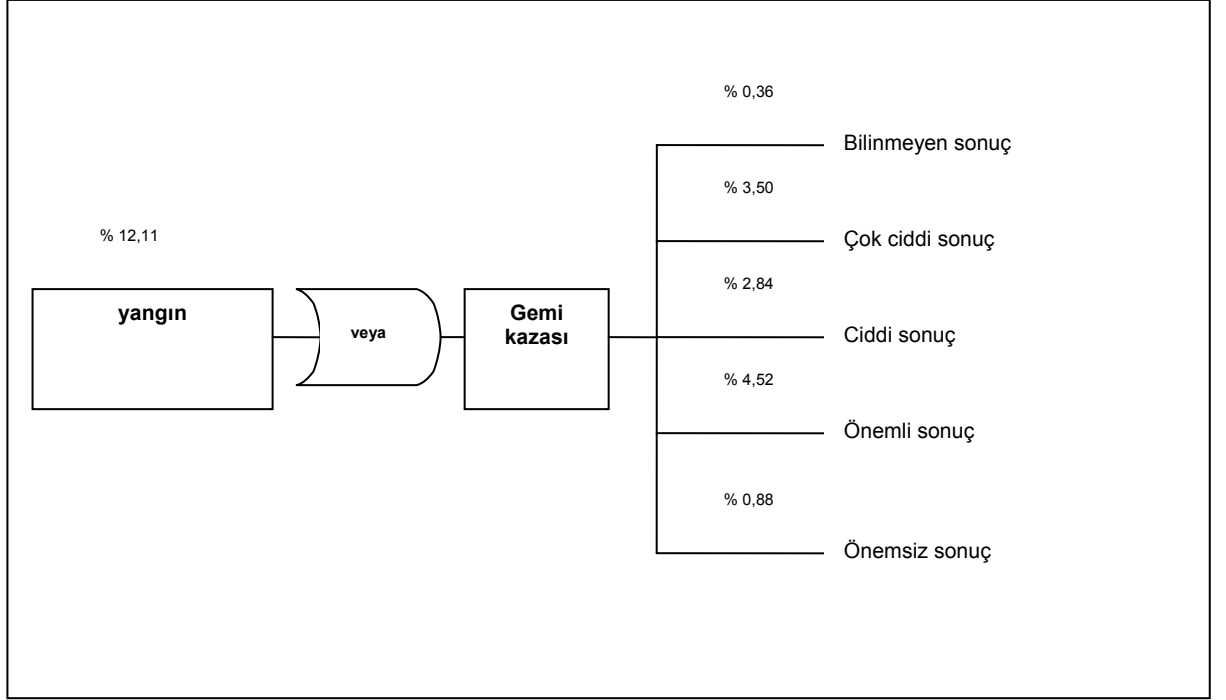 % 0,36
Bilinmeyen sonuç
% 3,50
% 12,11
Çok ciddi sonuç
% 2,84
yangın
veya
Gemi
kazası
Ciddi sonuç
% 4,52
Önemli sonuç
% 0,88
Önemsiz sonuç